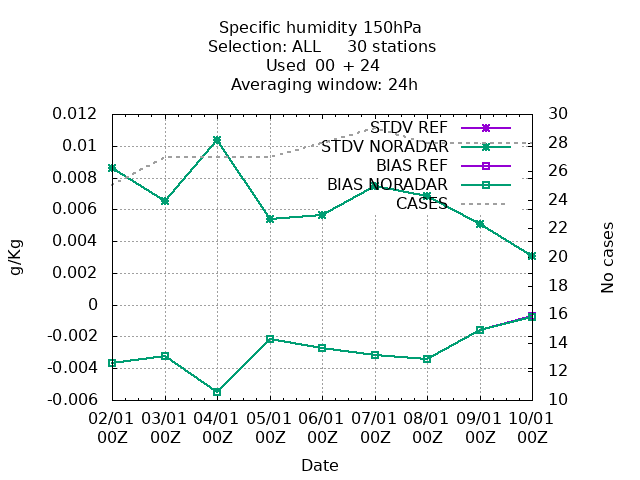 Specific humidity 150hPa
Selection: ALL 30 stations
Used 00 + 24
Averaging window: 24h
0.012
0.01
0.008
0.006
0.004
0.002
0
-0.002
-0.004
-0.006
g/Kg
STDV REF
STDV NORADAR
BIAS REF
BIAS NORADAR
CASES
30
28
26
24
22
20
18
16
14
12
10
No cases
02/01 03/01 04/01 05/01 06/01 07/01 08/01 09/01 10/01
00Z 00Z 00Z 00Z 00Z 00Z 00Z 00Z 00Z
Date